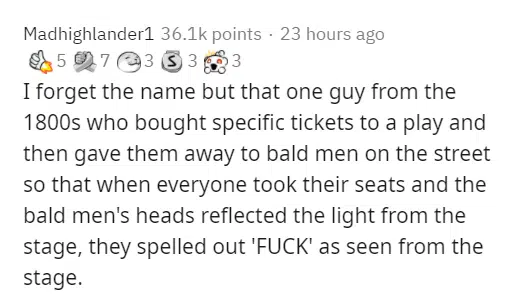 Madhighlander1 36.1k points · 23 hours ago
5 7 3 S 3 3
I forget the name but that one guy from the
1800s who bought specific tickets to a play and
then gave them away to bald men on the street
so that when everyone took their seats and the
bald men's heads reflected the light from the
stage, they spelled out 'FUCK' as seen from the
stage.